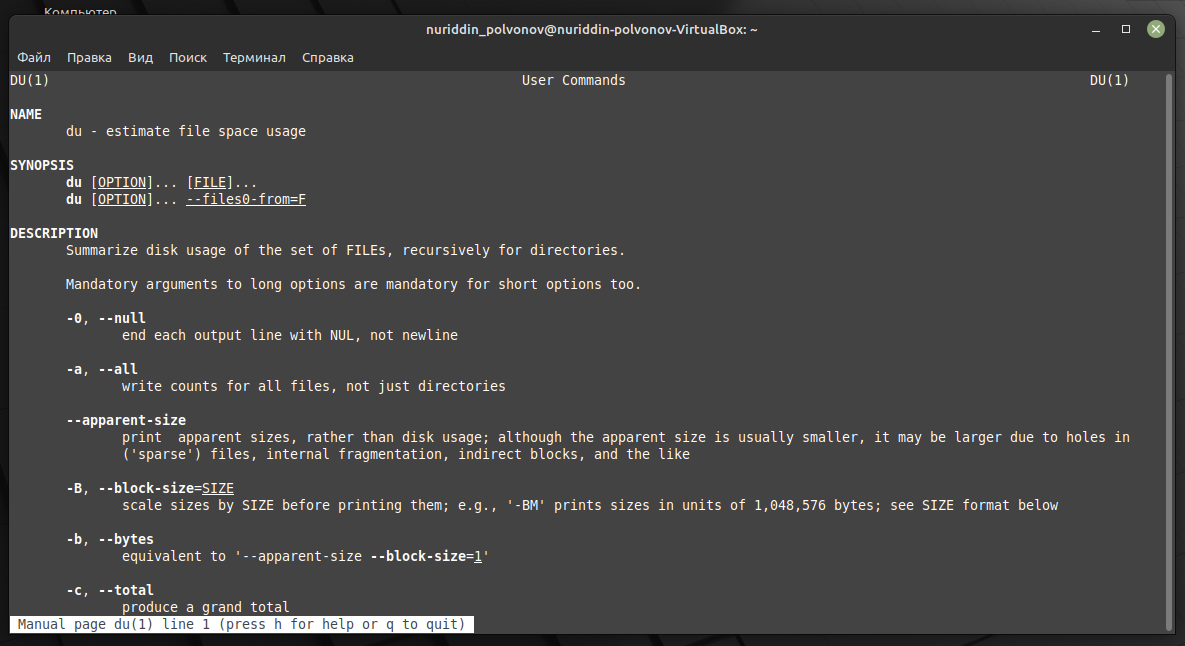 Компьютер
nuriddin_polvonov@nuriddin-polvonov-VirtualBox: ~
Файл Правка Вид Поиск Терминал Справка
DU(1) User Commands DU(1)
NAME
du - estimate file space usage
SYNOPSIS
du [OPTION]... [FILE]...
du [OPTION]... --files0-from=F
DESCRIPTION
Summarize disk usage of the set of FILEs, recursively for directories.
Mandatory arguments to long options are mandatory for short options too.
-0, --null
end each output line with NUL, not newline
-a, --all
write counts for all files, not just directories
--apparent-size
print  apparent sizes, rather than disk usage; although the apparent size is usually smaller, it may be larger due to holes in
('sparse') files, internal fragmentation, indirect blocks, and the like
-B, --block-size=SIZE
scale sizes by SIZE before printing them; e.g., '-BM' prints sizes in units of 1,048,576 bytes; see SIZE format below
-b, --bytes
equivalent to '--apparent-size --block-size=1'
-c, --total
produce a grand total
Manual page du(1) line 1 (press h for help or q to quit)